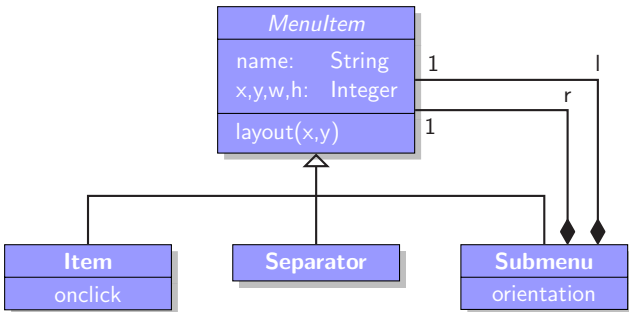 MenuItem
name: String
x,y,w,h: Integer
layout(x,y)
1
l
r
1
Item
onclick
Separator
Submenu
orientation